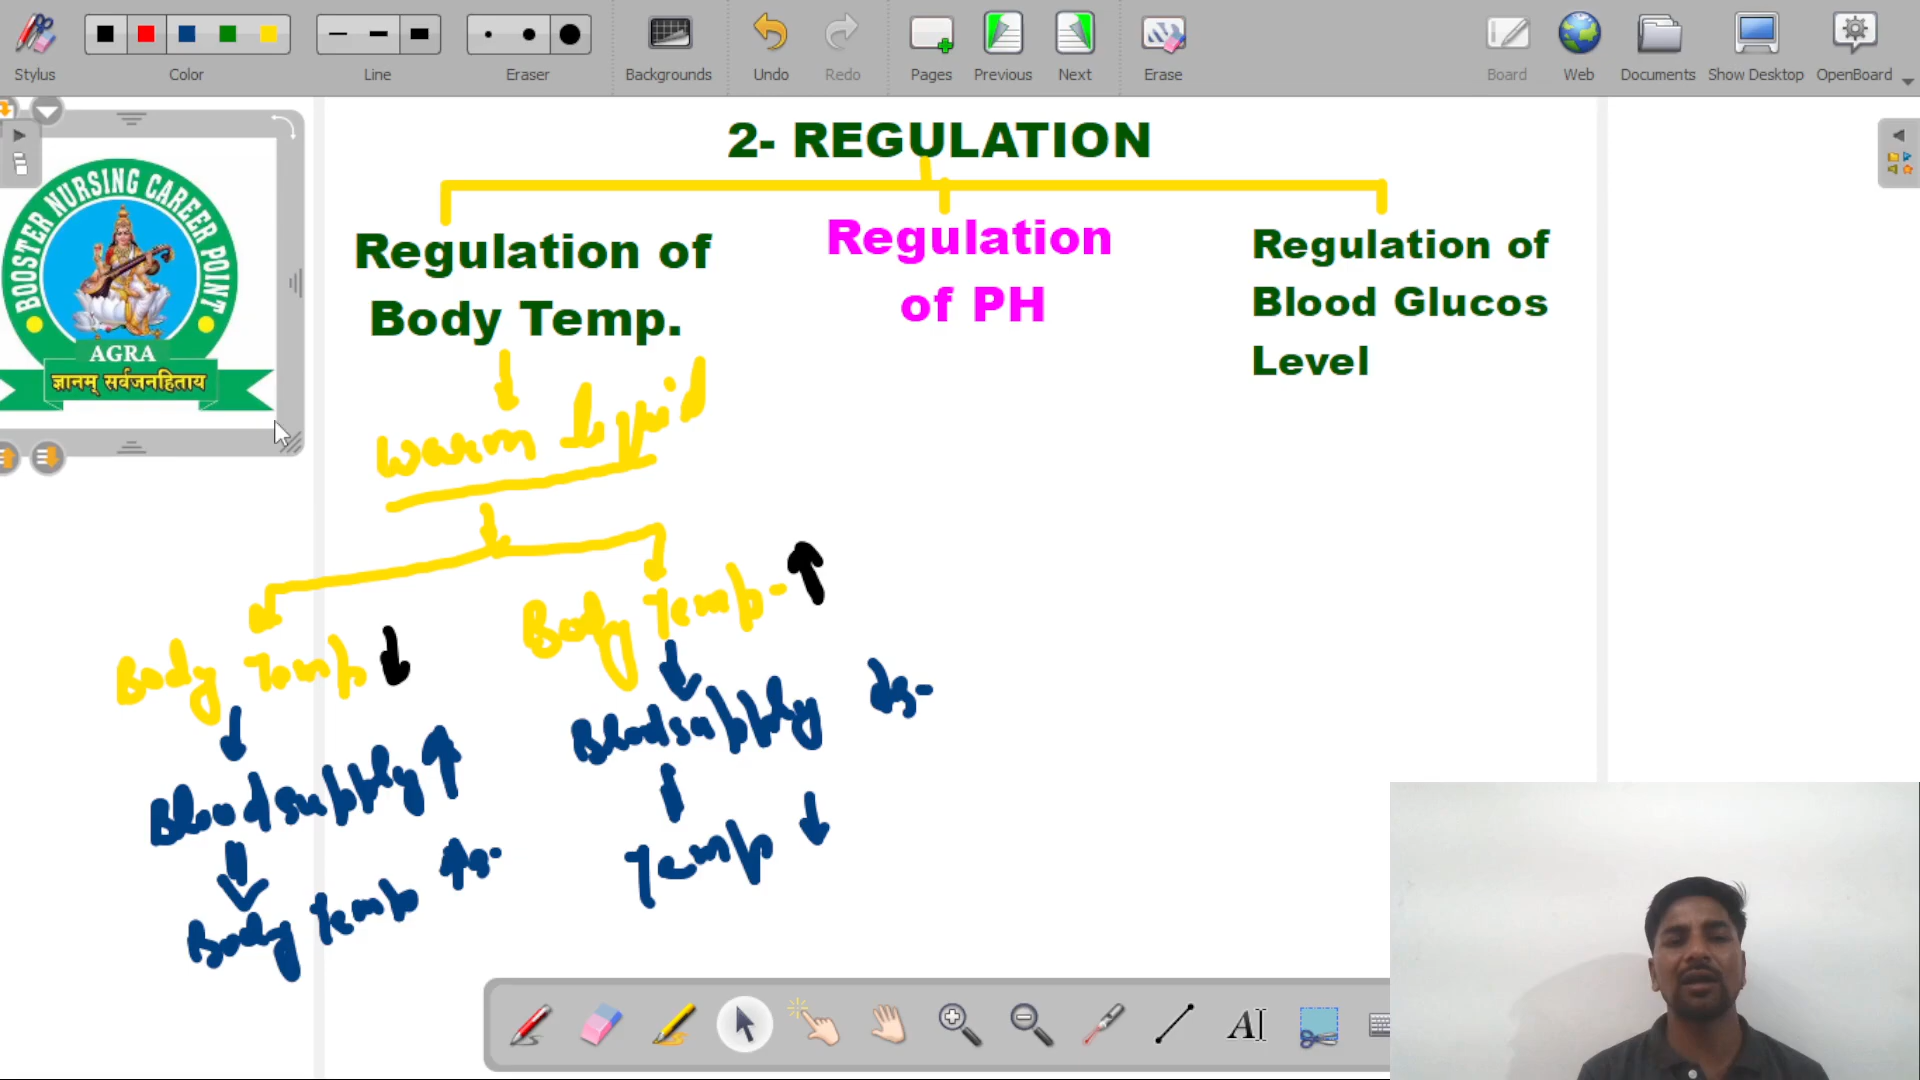 Stylus
Color
Line
Eraser
Backgrounds
Undo
Redo
Pages
Previous
Next
Erase
Board
Web
Documents
Show Desktop
OpenBoard
BOOSTER NURSING CAREER POINT
AGRA
ज्ञानम् सर्वजनहिताय
2- REGULATION
Regulation of
Body Temp.
Regulation
of PH
Regulation of
Blood Glucos
Level
warm liquid
Body Temp ↓
Body Temp - ↑
Blood supply ↑
Blood supply
Body Temp ↑s-
Temp ↓